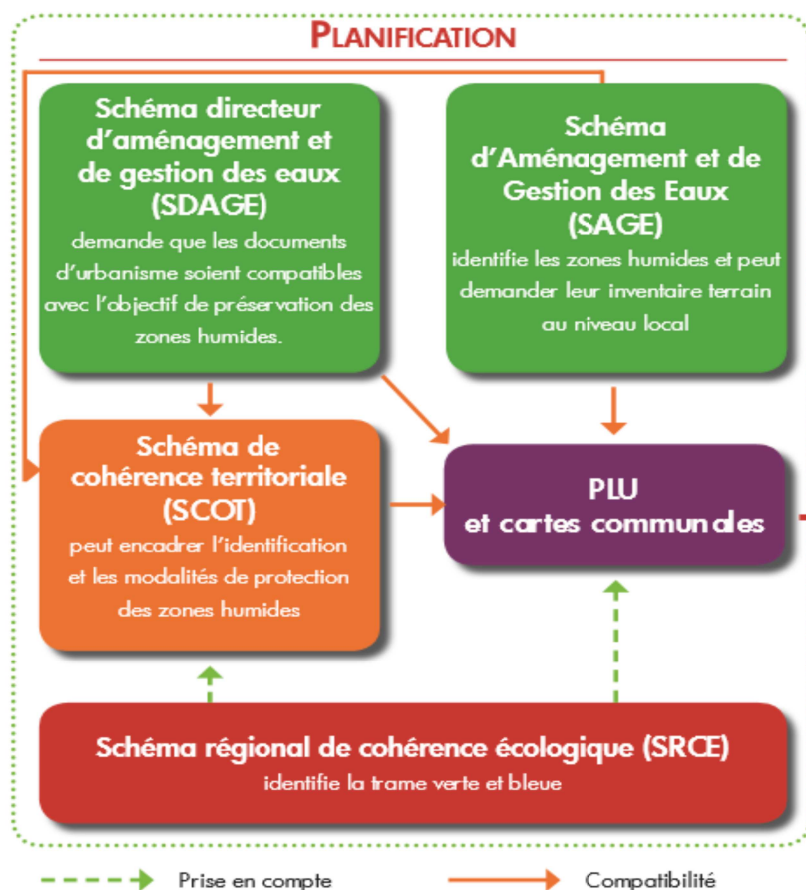 PLANIFICATION
Schéma directeur
d'aménagement et
de gestion des eaux
(SDAGE)
demande que les documents
d'urbanisme soient compatibles
avec l'objectif de préservation des
zones humides.
Schéma
d'Aménagement et de
Gestion des Eaux
(SAGE)
identifie les zones humides et peut
demander leur inventaire terrain
au niveau local
Schéma de
cohérence territoriale
(SCOT)
peut encadrer l'identification
et les modalités de protection
des zones humides
PLU
et cartes communales
Schéma régional de cohérence écologique (SRCE)
identifie la trame verte et bleue
Prise en compte
Compatibilité